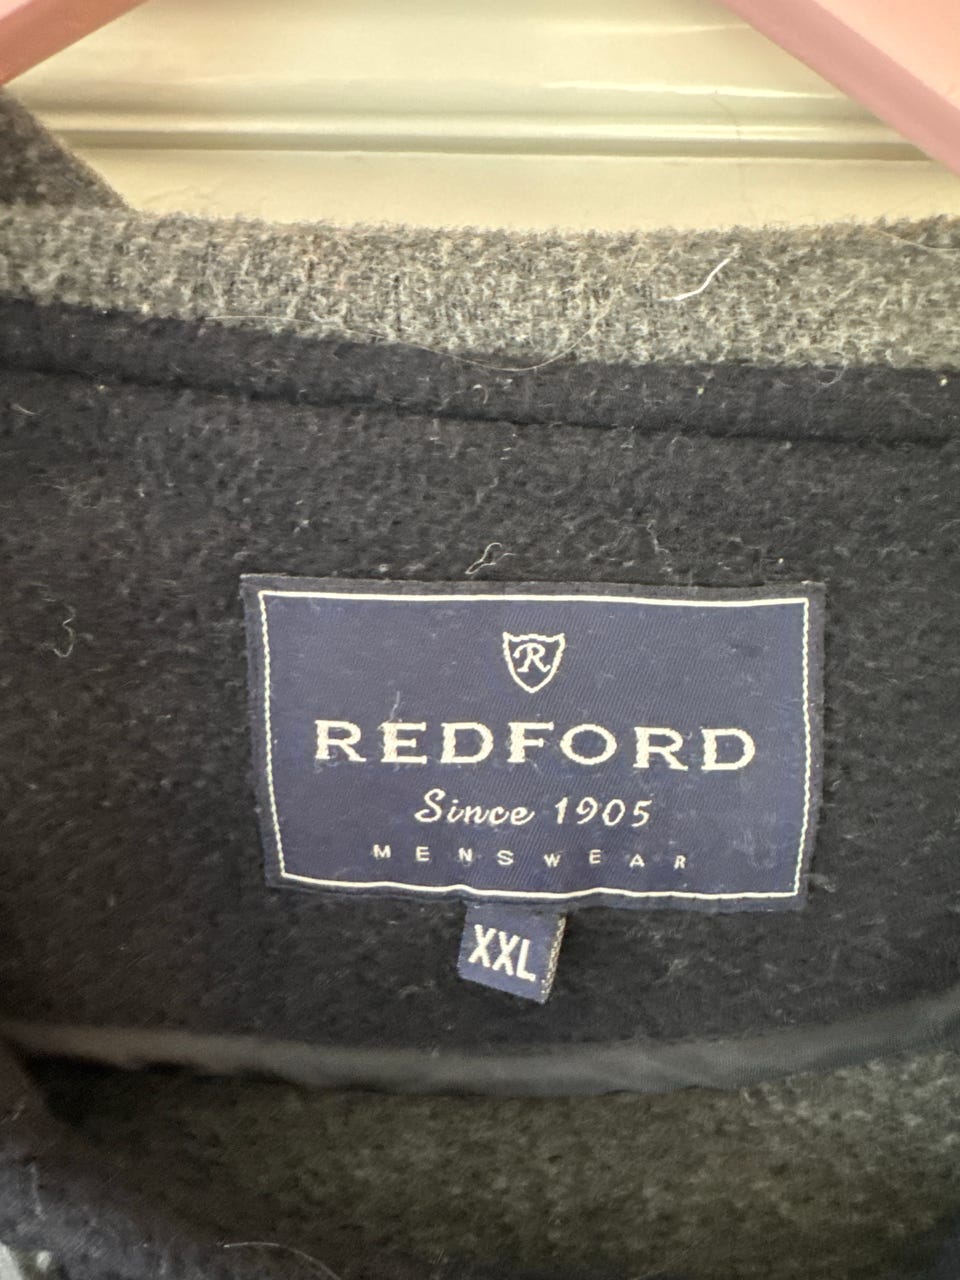 R
REDFORD
Since 1905
MENSWEAR
XXL